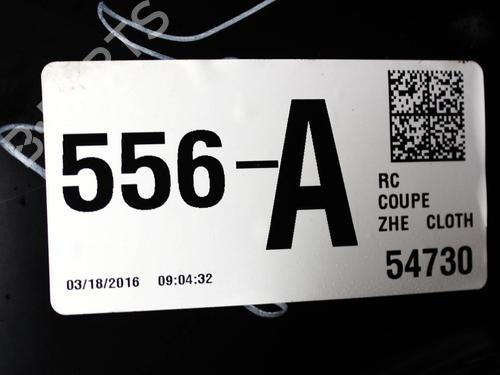 556-A
RC
COUPE
ZHE CLOTH
54730
03/18/2016 09:04:32